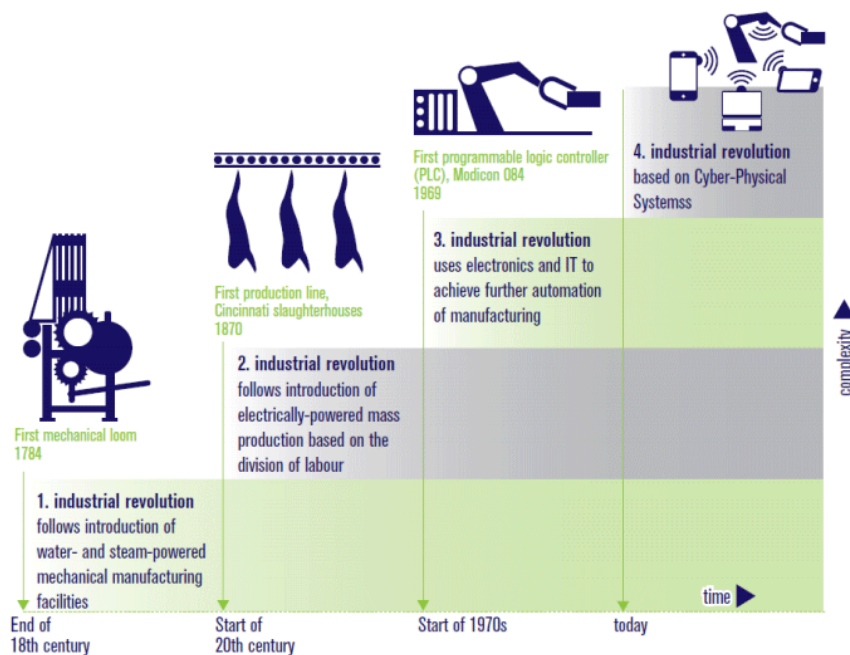 First mechanical loom
1784
1. industrial revolution
follows introduction of
water- and steam-powered
mechanical manufacturing
facilities
End of
18th century
First production line,
Cincinnati slaughterhouses
1870
2. industrial revolution
follows introduction of
electrically-powered mass
production based on the
division of labour
Start of
20th century
First programmable logic controller
(PLC), Modicon 084
1969
3. industrial revolution
uses electronics and IT to
achieve further automation
of manufacturing
Start of 1970s
4. industrial revolution
based on Cyber-Physical
Systemss
today
time
complexity